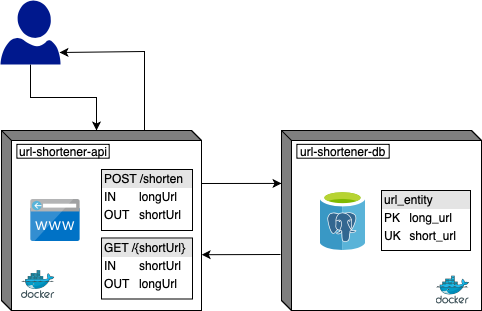 url-shortener-api
POST /shorten
IN longUrl
OUT shortUrl
GET /{shortUrl}
IN shortUrl
OUT longUrl
www
docker
url-shortener-db
url_entity
PK long_url
UK short_url
docker